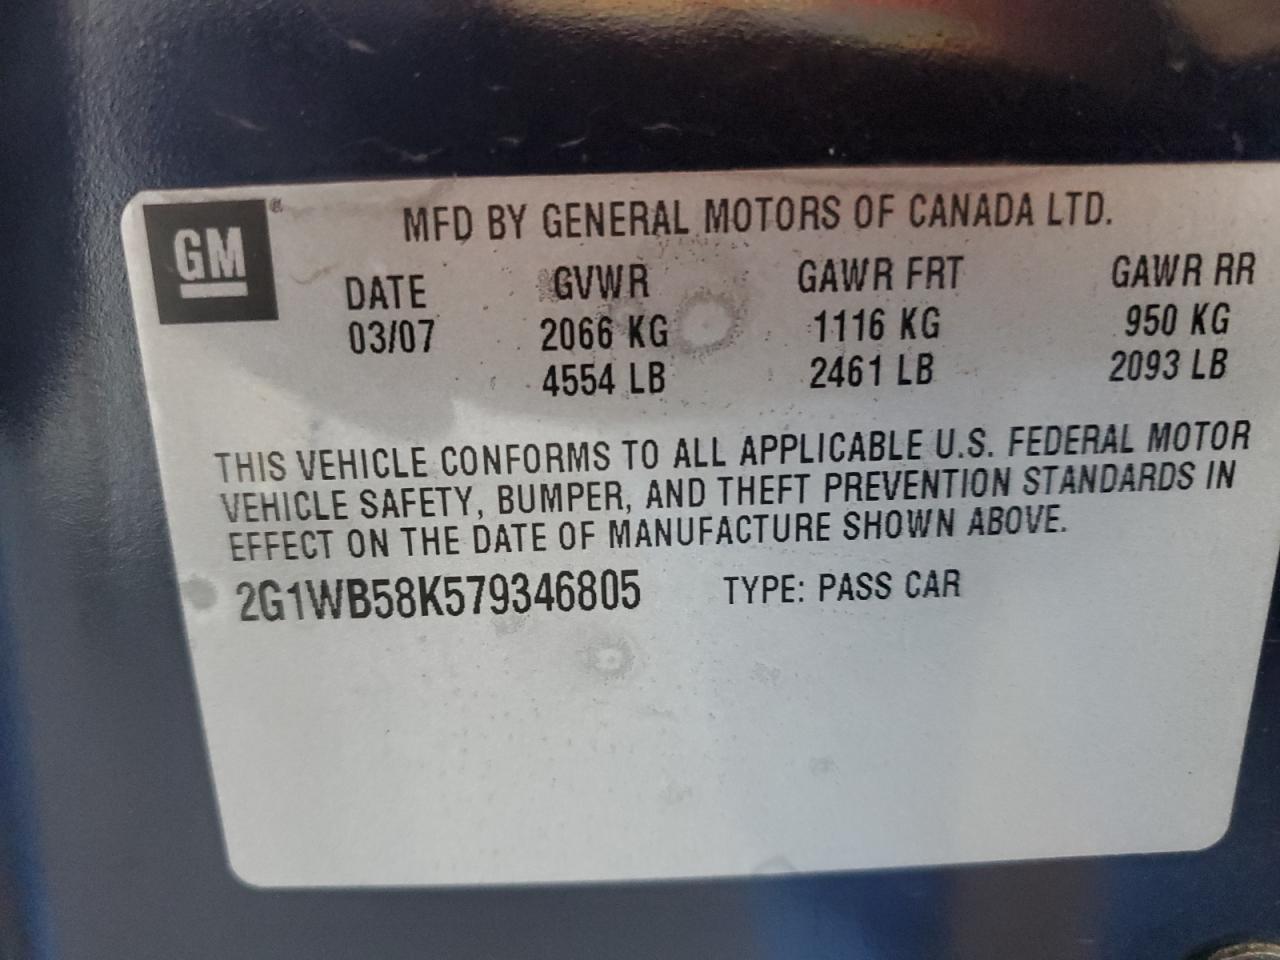 GM ®
MFD BY GENERAL MOTORS OF CANADA LTD.
DATE GVWR GAWR FRT GAWR RR
03/07 2066 KG 1116 KG 950 KG
4554 LB 2461 LB 2093 LB
THIS VEHICLE CONFORMS TO ALL APPLICABLE U.S. FEDERAL MOTOR
VEHICLE SAFETY, BUMPER, AND THEFT PREVENTION STANDARDS IN
EFFECT ON THE DATE OF MANUFACTURE SHOWN ABOVE.
2G1WB58K579346805 TYPE: PASS CAR